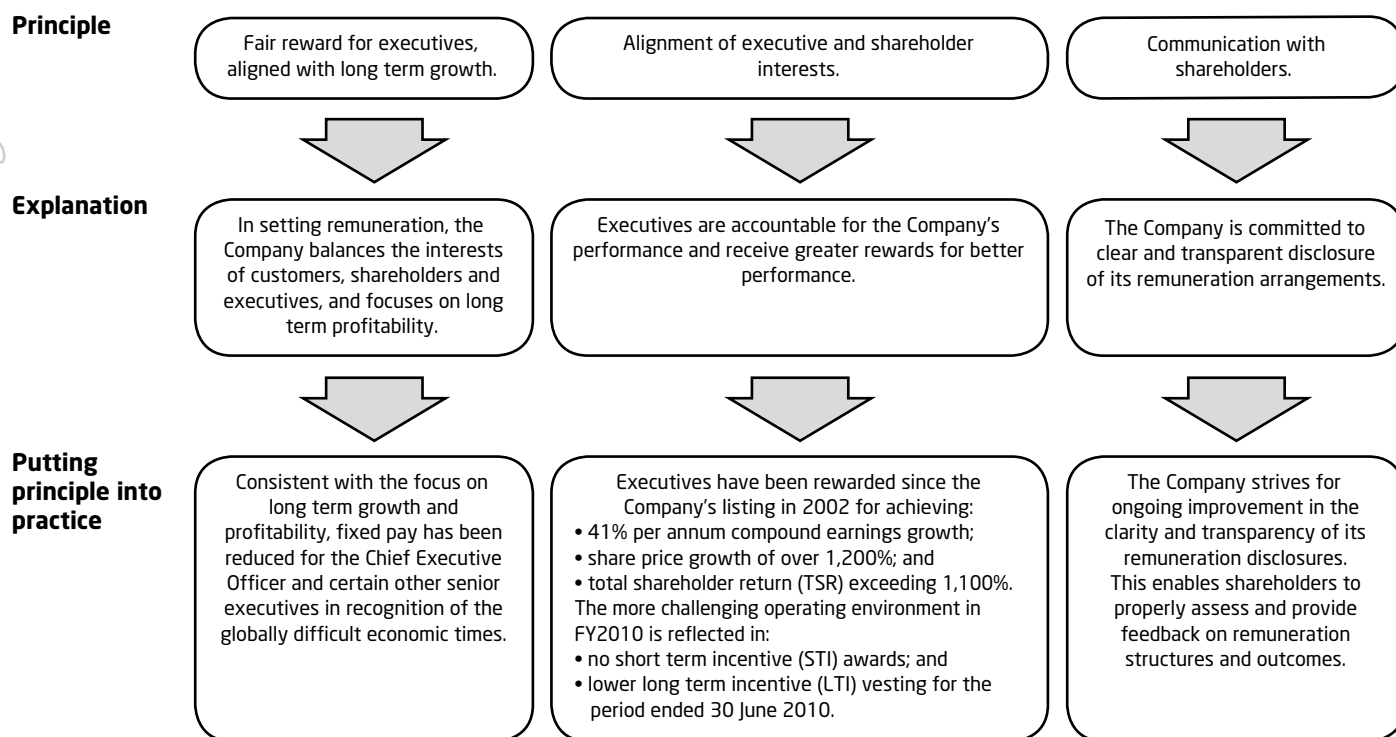 Principle
Fair reward for executives,
aligned with long term growth.
Alignment of executive and shareholder
interests.
Communication with
shareholders.
Explanation
In setting remuneration, the
Company balances the interests
of customers, shareholders and
executives, and focuses on long
term profitability.
Executives are accountable for the Company's
performance and receive greater rewards for better
performance.
The Company is committed to
clear and transparent disclosure
of its remuneration arrangements.
Putting
principle into
practice
Consistent with the focus on
long term growth and
profitability, fixed pay has been
reduced for the Chief Executive
Officer and certain other senior
executives in recognition of the
globally difficult economic times.
Executives have been rewarded since the
Company's listing in 2002 for achieving:
• 41% per annum compound earnings growth;
• share price growth of over 1,200%; and
• total shareholder return (TSR) exceeding 1,100%.
The more challenging operating environment in
FY2010 is reflected in:
• no short term incentive (STI) awards; and
• lower long term incentive (LTI) vesting for the
period ended 30 June 2010.
The Company strives for
ongoing improvement in the
clarity and transparency of its
remuneration disclosures.
This enables shareholders to
properly assess and provide
feedback on remuneration
structures and outcomes.